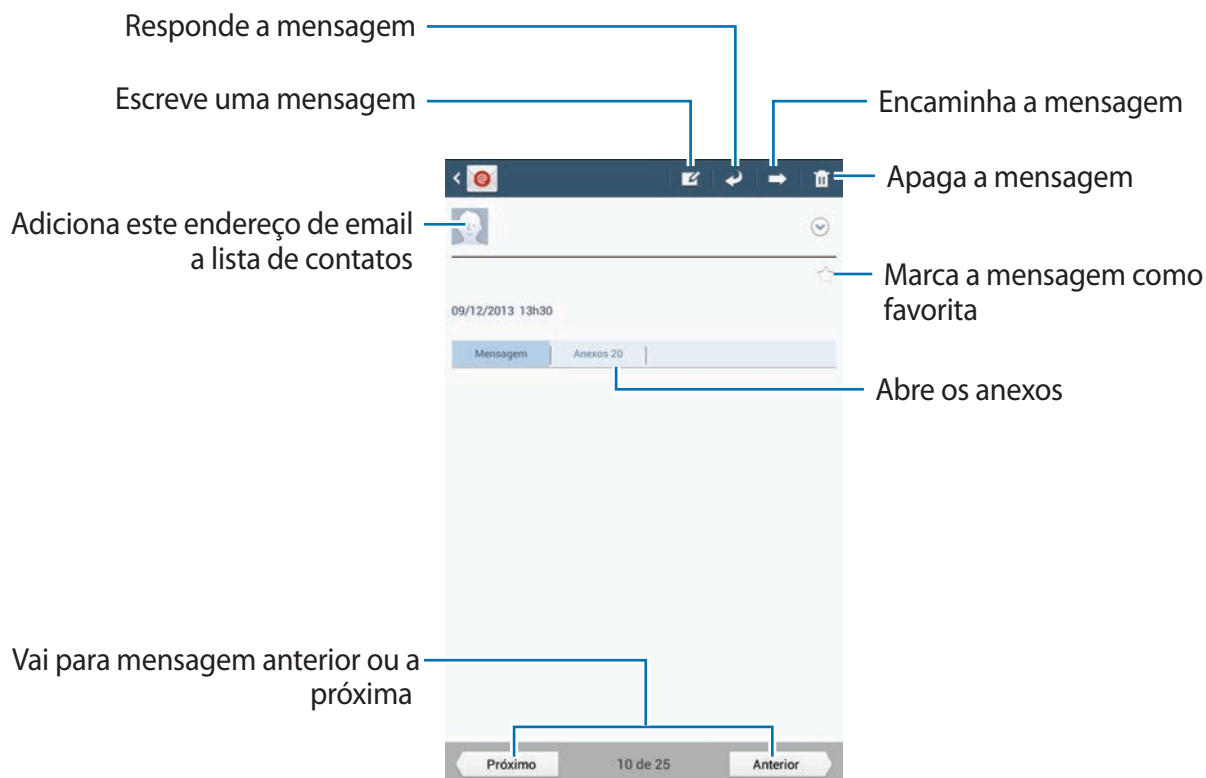 Responde a mensagem
Escreve uma mensagem
Encaminha a mensagem
Apaga a mensagem
Adiciona este endereço de email
a lista de contatos
Marca a mensagem como
favorita
09/12/2013 13h30
Mensagem
Anexos 20
Abre os anexos
Vai para mensagem anterior ou a
próxima
Próximo
10 de 25
Anterior